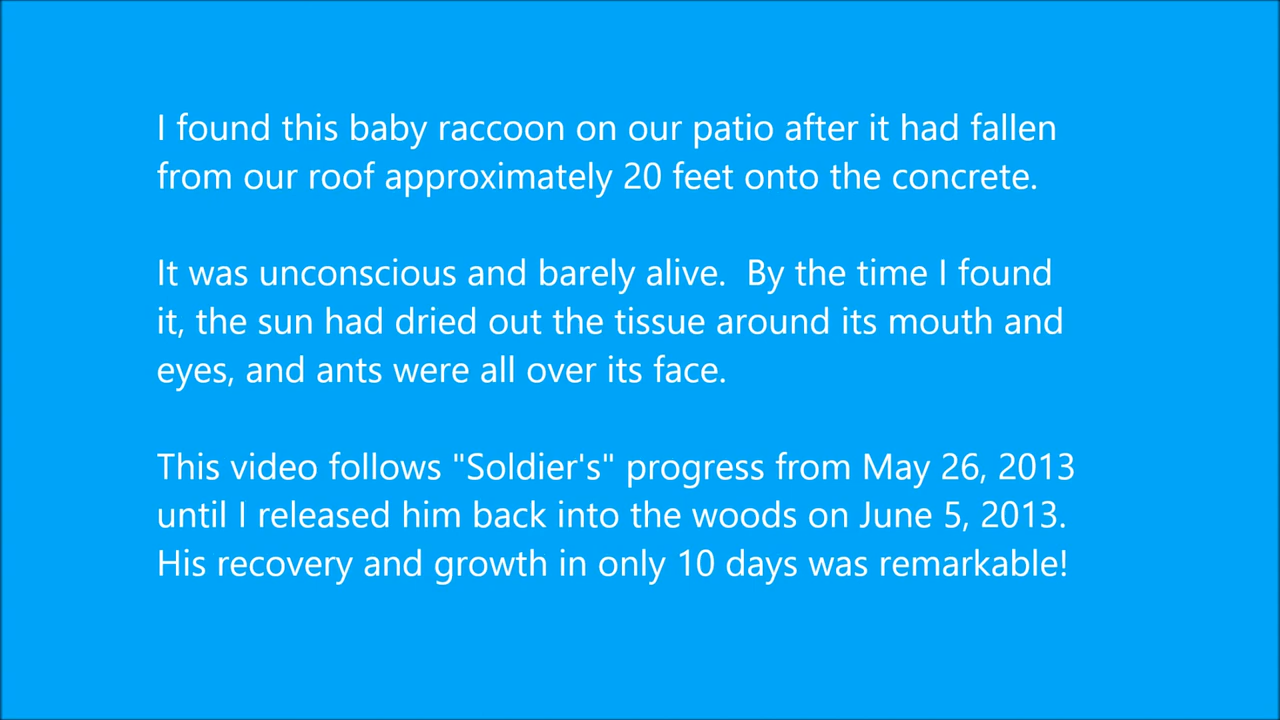 I found this baby raccoon on our patio after it had fallen
from our roof approximately 20 feet onto the concrete.
It was unconscious and barely alive.  By the time I found
it, the sun had dried out the tissue around its mouth and
eyes, and ants were all over its face.
This video follows "Soldier's" progress from May 26, 2013
until I released him back into the woods on June 5, 2013.
His recovery and growth in only 10 days was remarkable!